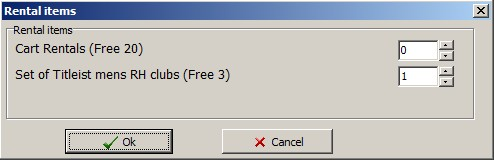 Rental items
Rental items
Cart Rentals (Free 20) 0
Set of Titleist mens RH clubs (Free 3) 1
Ok Cancel